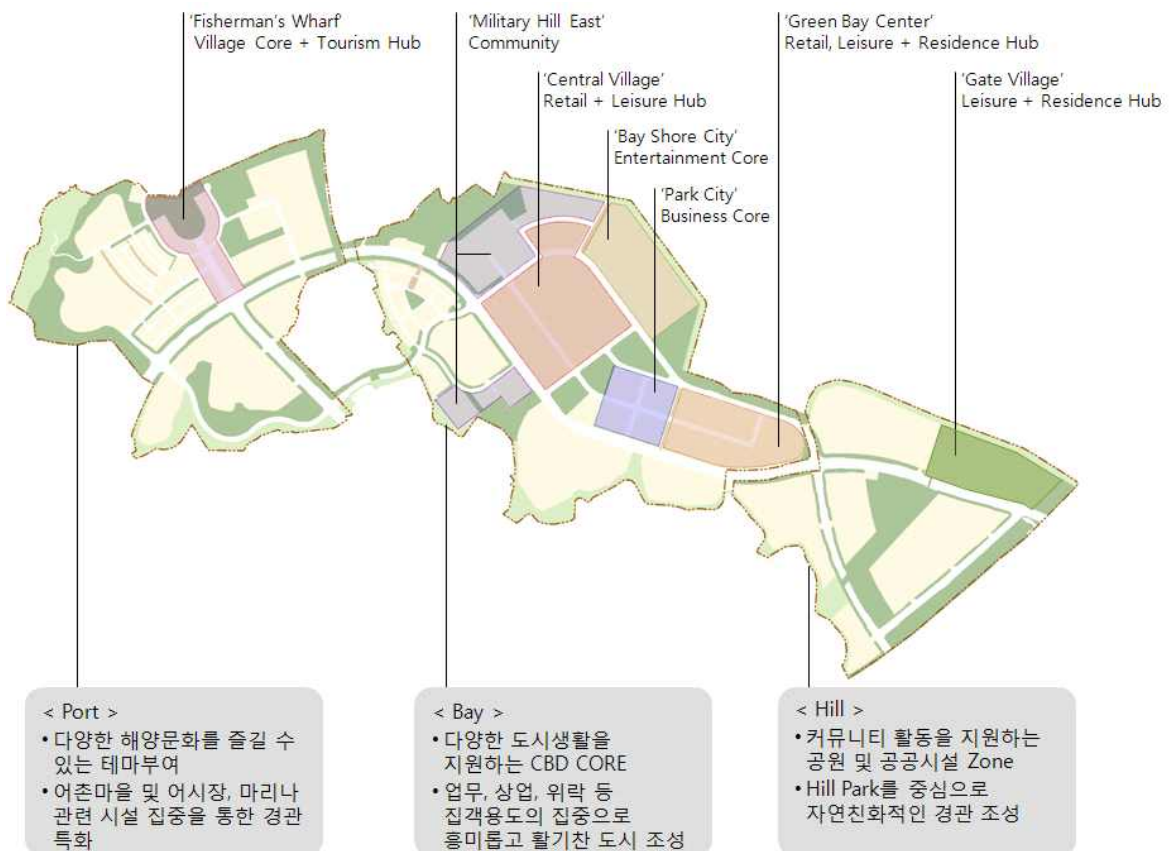 'Fisherman's Wharf'
Village Core + Tourism Hub
'Military Hill East'
Community
'Central Village'
Retail + Leisure Hub
'Bay Shore City'
Entertainment Core
'Park City'
Business Core
'Green Bay Center'
Retail, Leisure + Residence Hub
'Gate Village'
Leisure + Residence Hub
< Port >
• 다양한 해양문화를 즐길 수
있는 테마부여
• 어촌마을 및 어시장, 마리나
관련 시설 집중을 통한 경관
특화
< Bay >
• 다양한 도시생활을
지원하는 CBD CORE
• 업무, 상업, 위락 등
집객용도의 집중으로
흥미롭고 활기찬 도시 조성
< Hill >
• 커뮤니티 활동을 지원하는
공원 및 공공시설 Zone
• Hill Park를 중심으로
자연친화적인 경관 조성